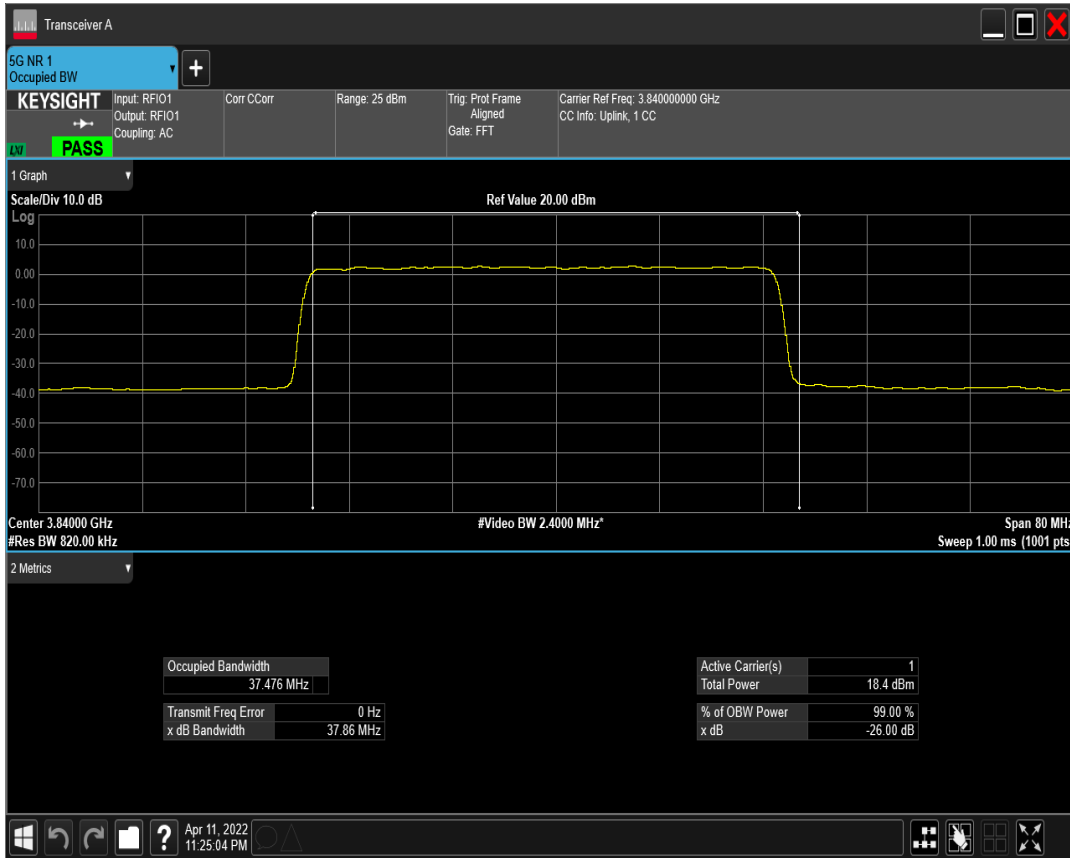 Transceiver A
5G NR 1
Occupied BW
KEYSIGHT
LXI
PASS
Input: RFIO1
Output: RFIO1
Coupling: AC
Corr CCorr
Range: 25 dBm
Trig: Prot Frame
Aligned
Gate: FFT
Carrier Ref Freq: 3.840000000 GHz
CC Info: Uplink, 1 CC
1 Graph
Scale/Div 10.0 dB
Ref Value 20.00 dBm
Log
10.0
0.00
-10.0
-20.0
-30.0
-40.0
-50.0
-60.0
-70.0
Center 3.84000 GHz
#Video BW 2.4000 MHz*
Span 80 MHz
#Res BW 820.00 kHz
Sweep 1.00 ms (1001 pts
2 Metrics
Occupied Bandwidth
37.476 MHz
Transmit Freq Error 0 Hz
x dB Bandwidth 37.86 MHz
Active Carrier(s) 1
Total Power 18.4 dBm
% of OBW Power 99.00 %
x dB -26.00 dB
?
Apr 11, 2022
11:25:04 PM